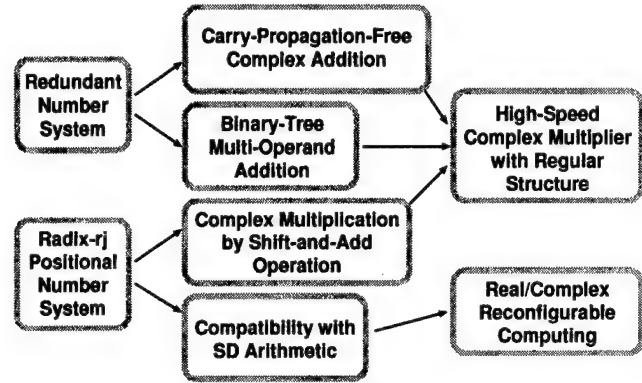 Carry-Propagation-Free
Complex Addition
Redundant
Number
System
Binary-Tree
Multi-Operand
Addition
High-Speed
Complex Multiplier
with Regular
Structure
Radix-rj
Positional
Number
System
Complex Multiplication
by Shift-and-Add
Operation
Compatibility with
SD Arithmetic
Real/Complex
Reconfigurable
Computing